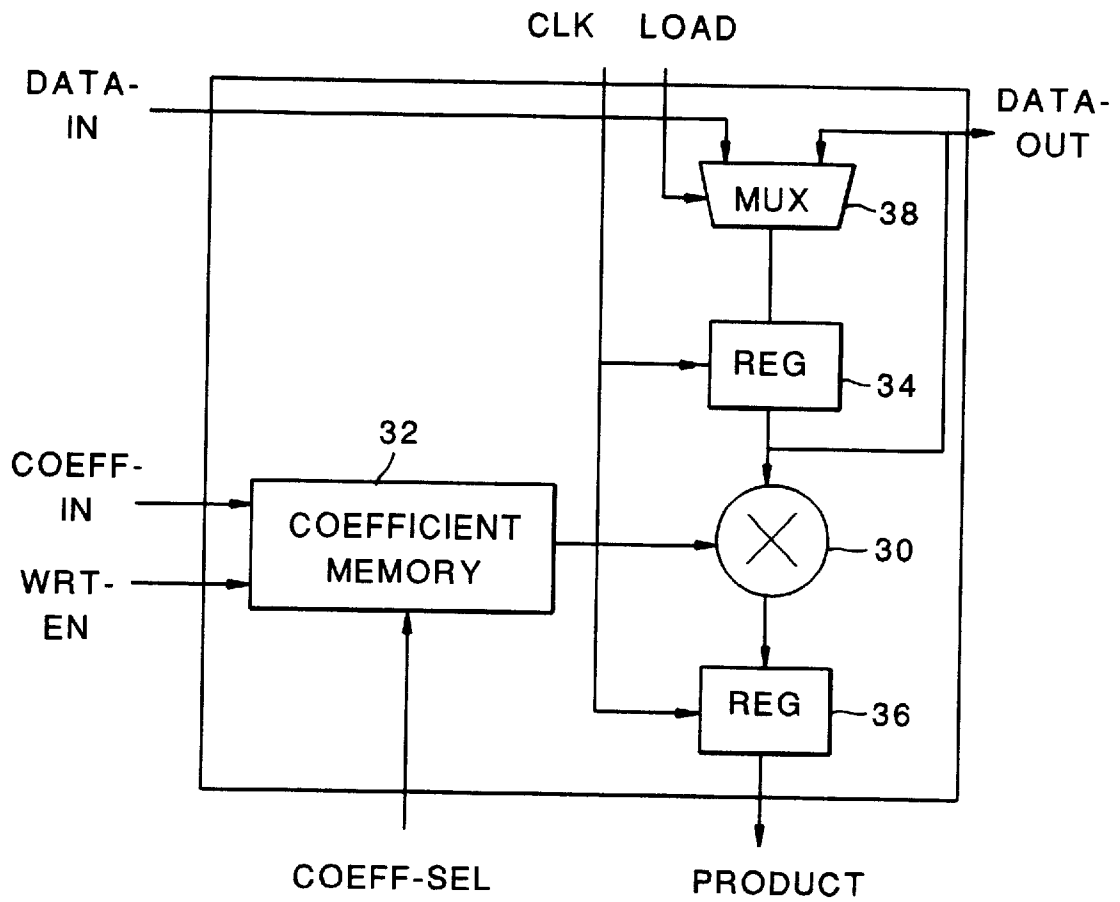 CLK LOAD
DATA-
IN
DATA-
OUT
MUX
38
REG
34
32
COEFF-
IN
COEFFICIENT
MEMORY
30
WRT-
EN
REG
36
COEFF-SEL
PRODUCT